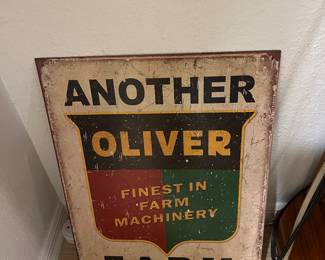 ANOTHER
OLIVER
FINEST IN
FARM
MACHINERY